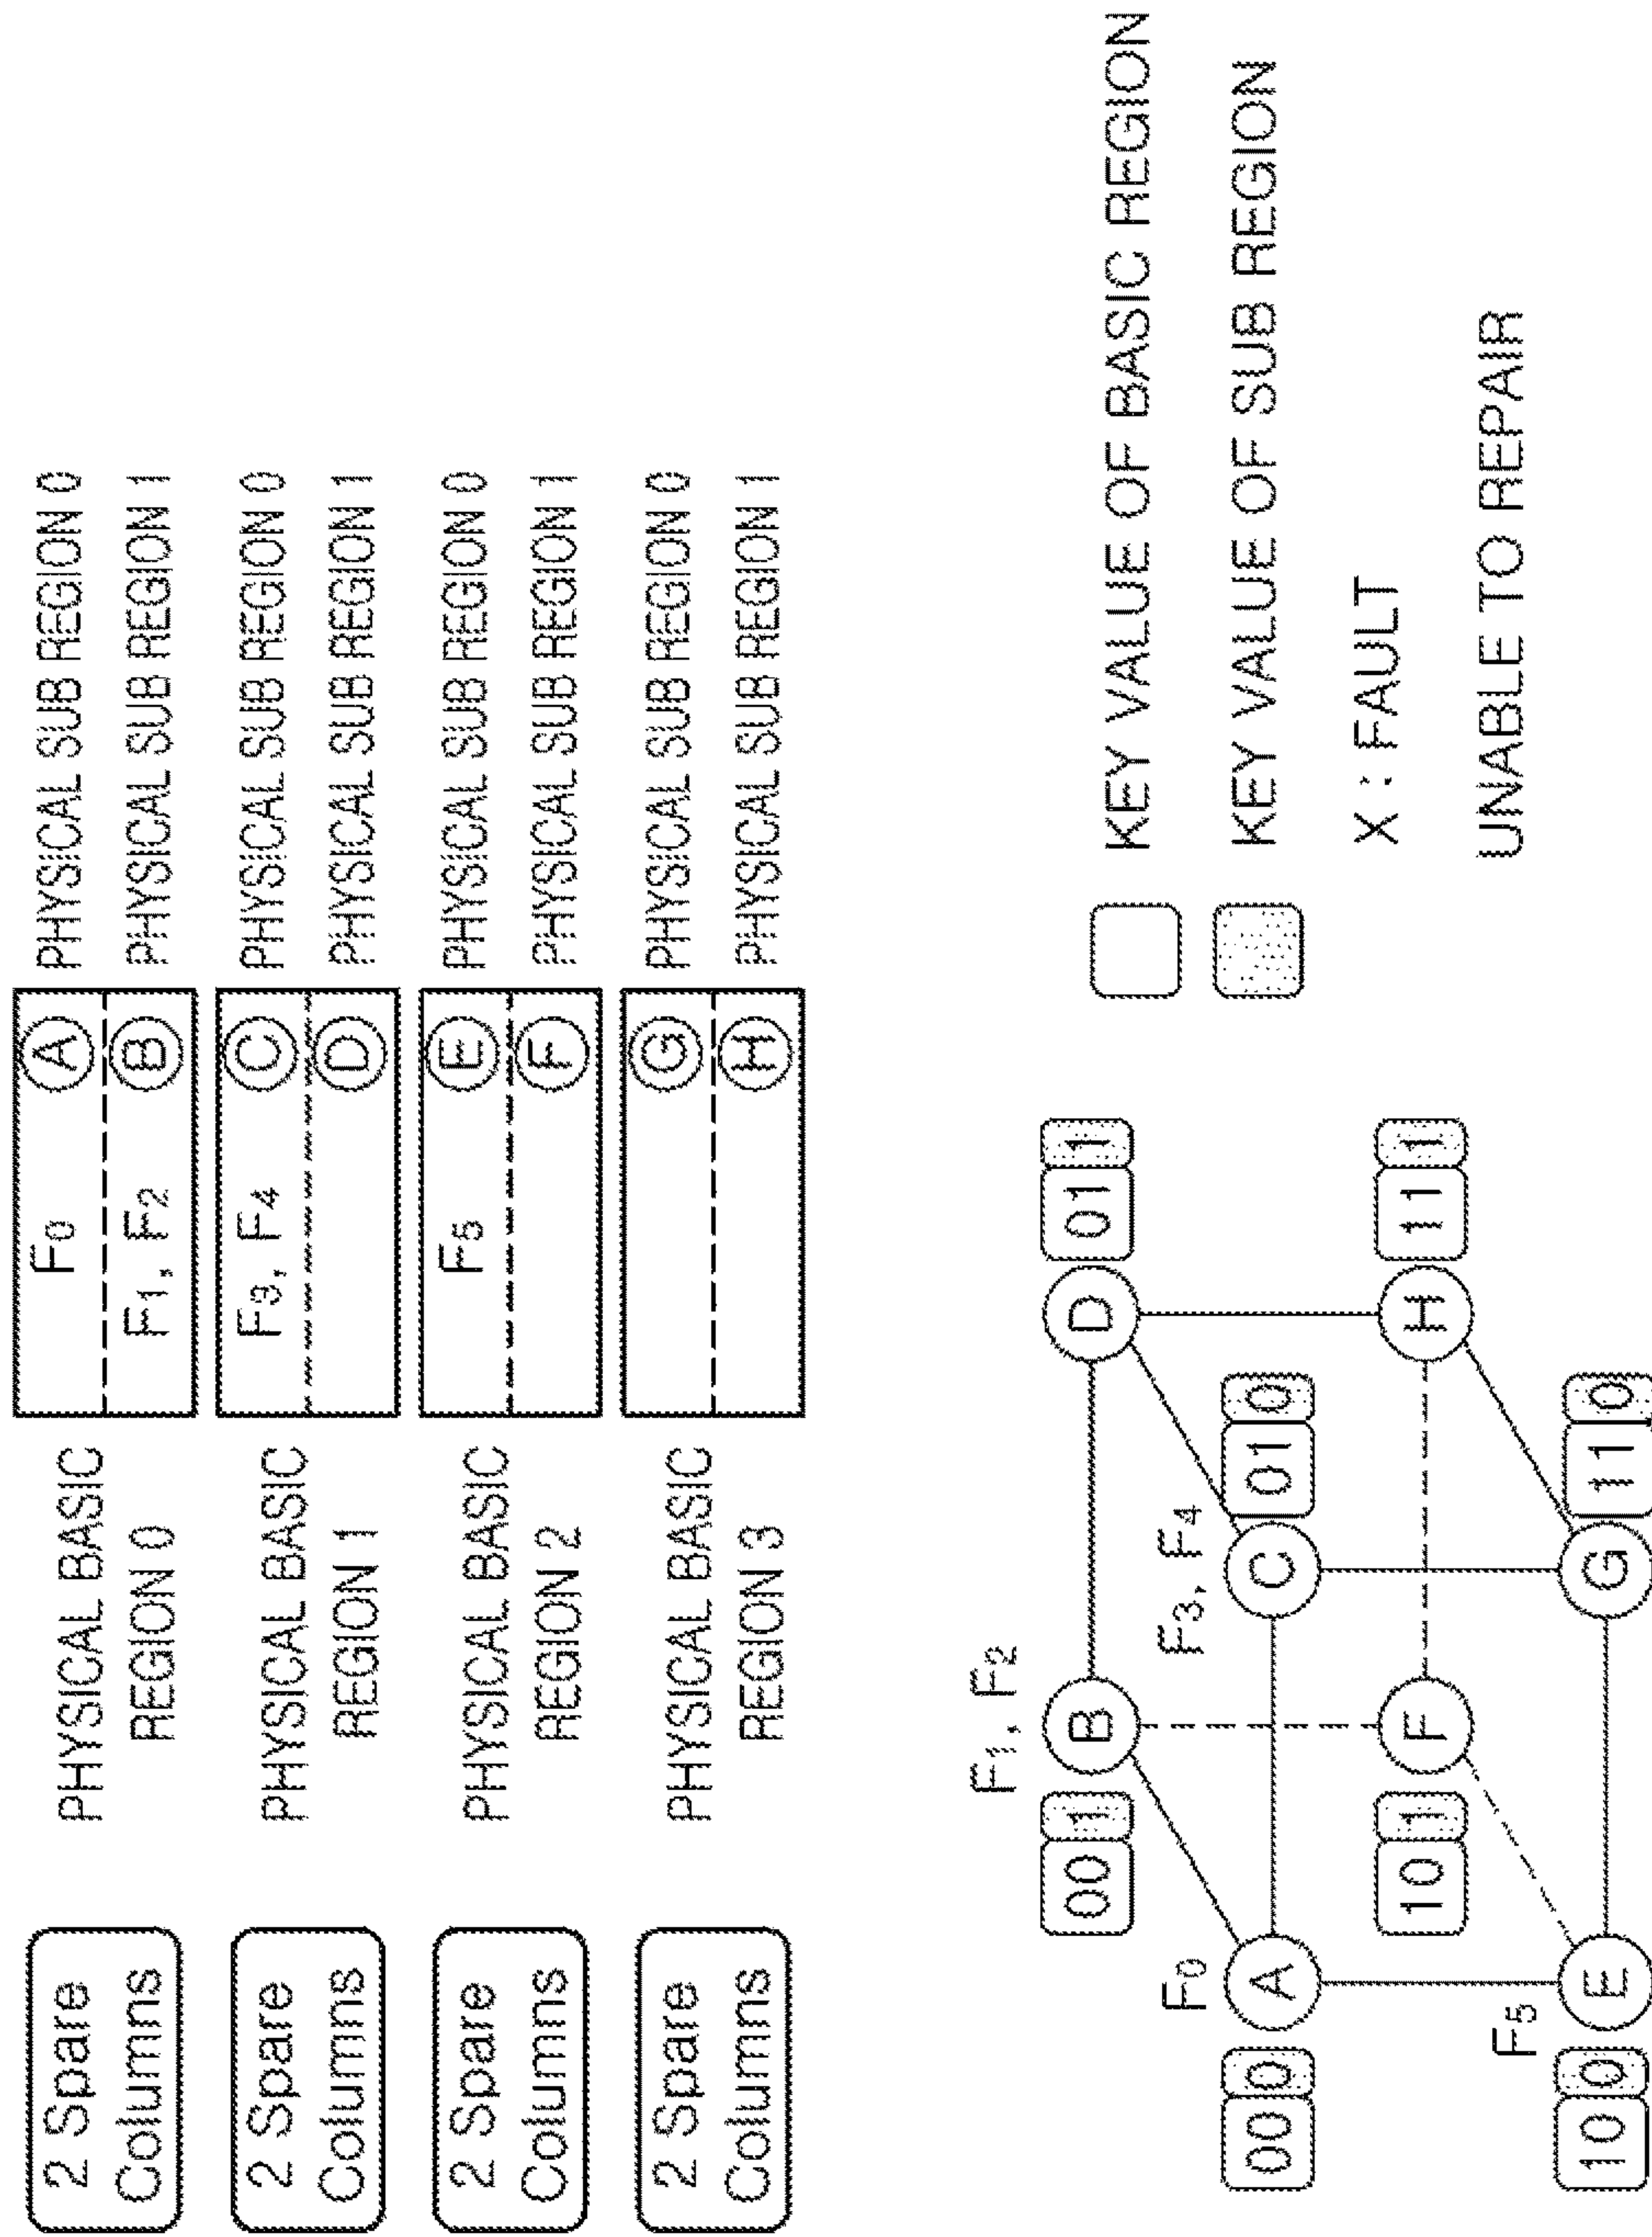 2 Spare
Columns
PHYSICAL BASIC
REGION 0
F0
A
PHYSICAL SUB REGION 0
F1, F2
B
PHYSICAL SUB REGION 1
2 Spare
Columns
PHYSICAL BASIC
REGION 1
F3, F4
C
PHYSICAL SUB REGION 0
D
PHYSICAL SUB REGION 1
2 Spare
Columns
PHYSICAL BASIC
REGION 2
F5
E
PHYSICAL SUB REGION 0
F
PHYSICAL SUB REGION 1
2 Spare
Columns
PHYSICAL BASIC
REGION 3
G
PHYSICAL SUB REGION 0
H
PHYSICAL SUB REGION 1
F1, F2
00 1
B
D
01 1
F0
F3, F4
00 0
A
C
01 0
10 1
F
H
11 1
F5
10 0
E
G
11 0
KEY VALUE OF BASIC REGION
KEY VALUE OF SUB REGION
X : FAULT
UNABLE TO REPAIR